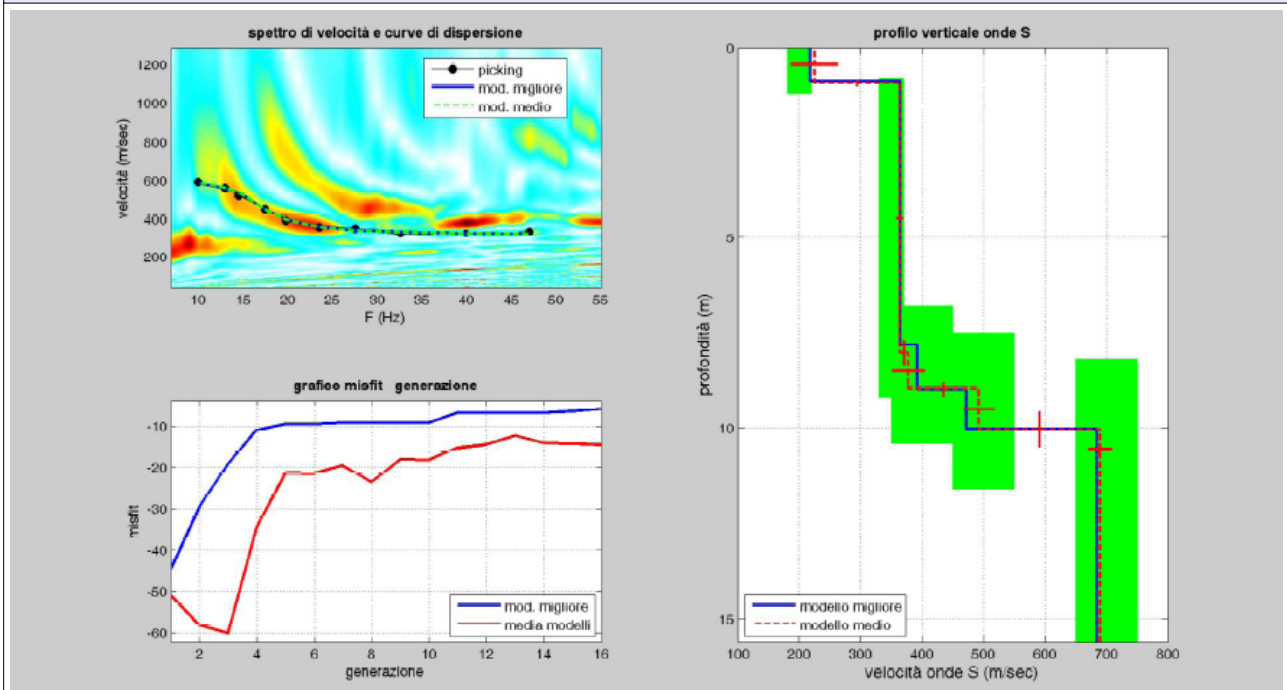 spettro di velocità e curve di dispersione
1200
1000
800
600
400
200
velocità (m/sec)
picking
mod. migliore
mod. medio
10 15 20 25 30 35 40 45 50 55
F (Hz)
grafico misfit generazione
-10
-20
-30
-40
-50
-60
misfit
mod. migliore
media modelli
2 4 6 8 10 12 14 16
generazione
profilo verticale onde S
0
5
10
15
profondità (m)
modello migliore
modello medio
100 200 300 400 500 600 700 800
velocità onde S (m/sec)